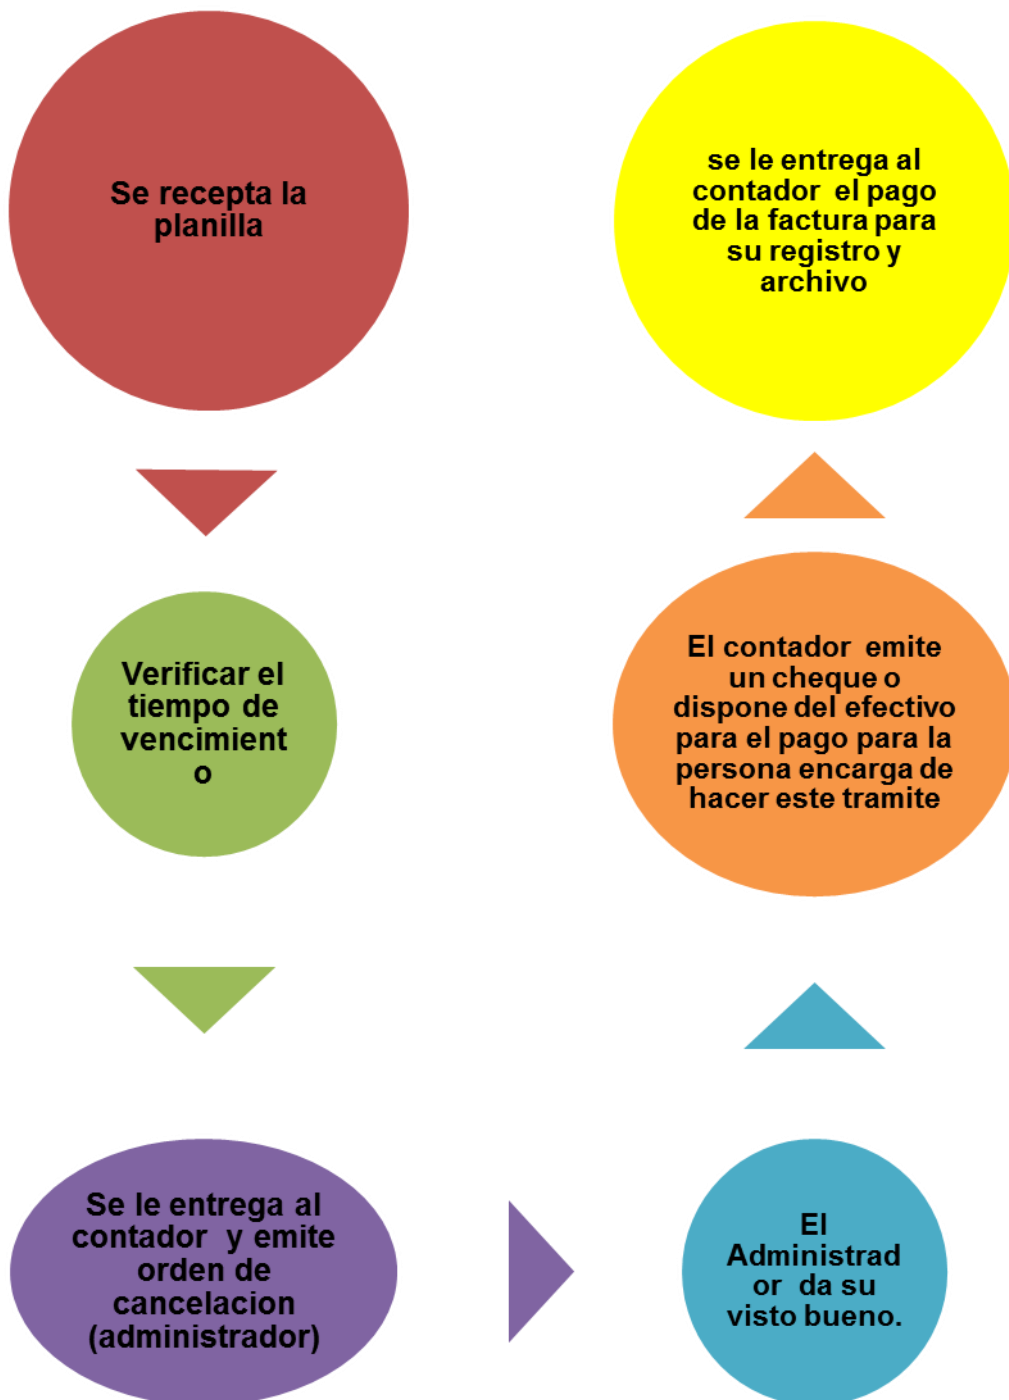 Se recepta la
planilla
Verificar el
tiempo de
vencimient
o
Se le entrega al
contador y emite
orden de
cancelacion
(administrador)
El
Administrad
or da su
visto bueno.
El contador emite
un cheque o
dispone del efectivo
para el pago para la
persona encarga de
hacer este tramite
se le entrega al
contador el pago
de la factura para
su registro y
archivo